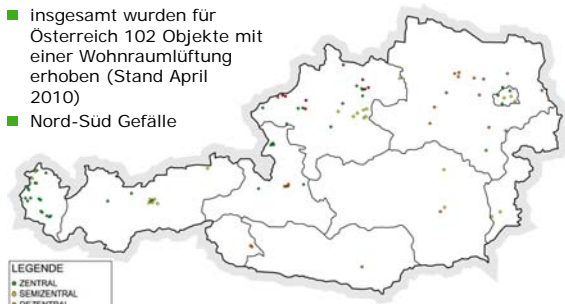 insgesamt wurden für
Österreich 102 Objekte mit
einer Wohnraumlüftung
erhoben (Stand April
2010)
Nord-Süd Gefälle
LEGENDE
ZENTRAL
SEMIZENTRAL
DEZENTRAL